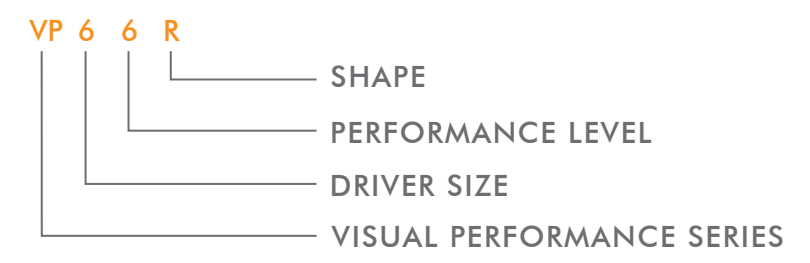 VP 6 6 R
SHAPE
PERFORMANCE LEVEL
DRIVER SIZE
VISUAL PERFORMANCE SERIES